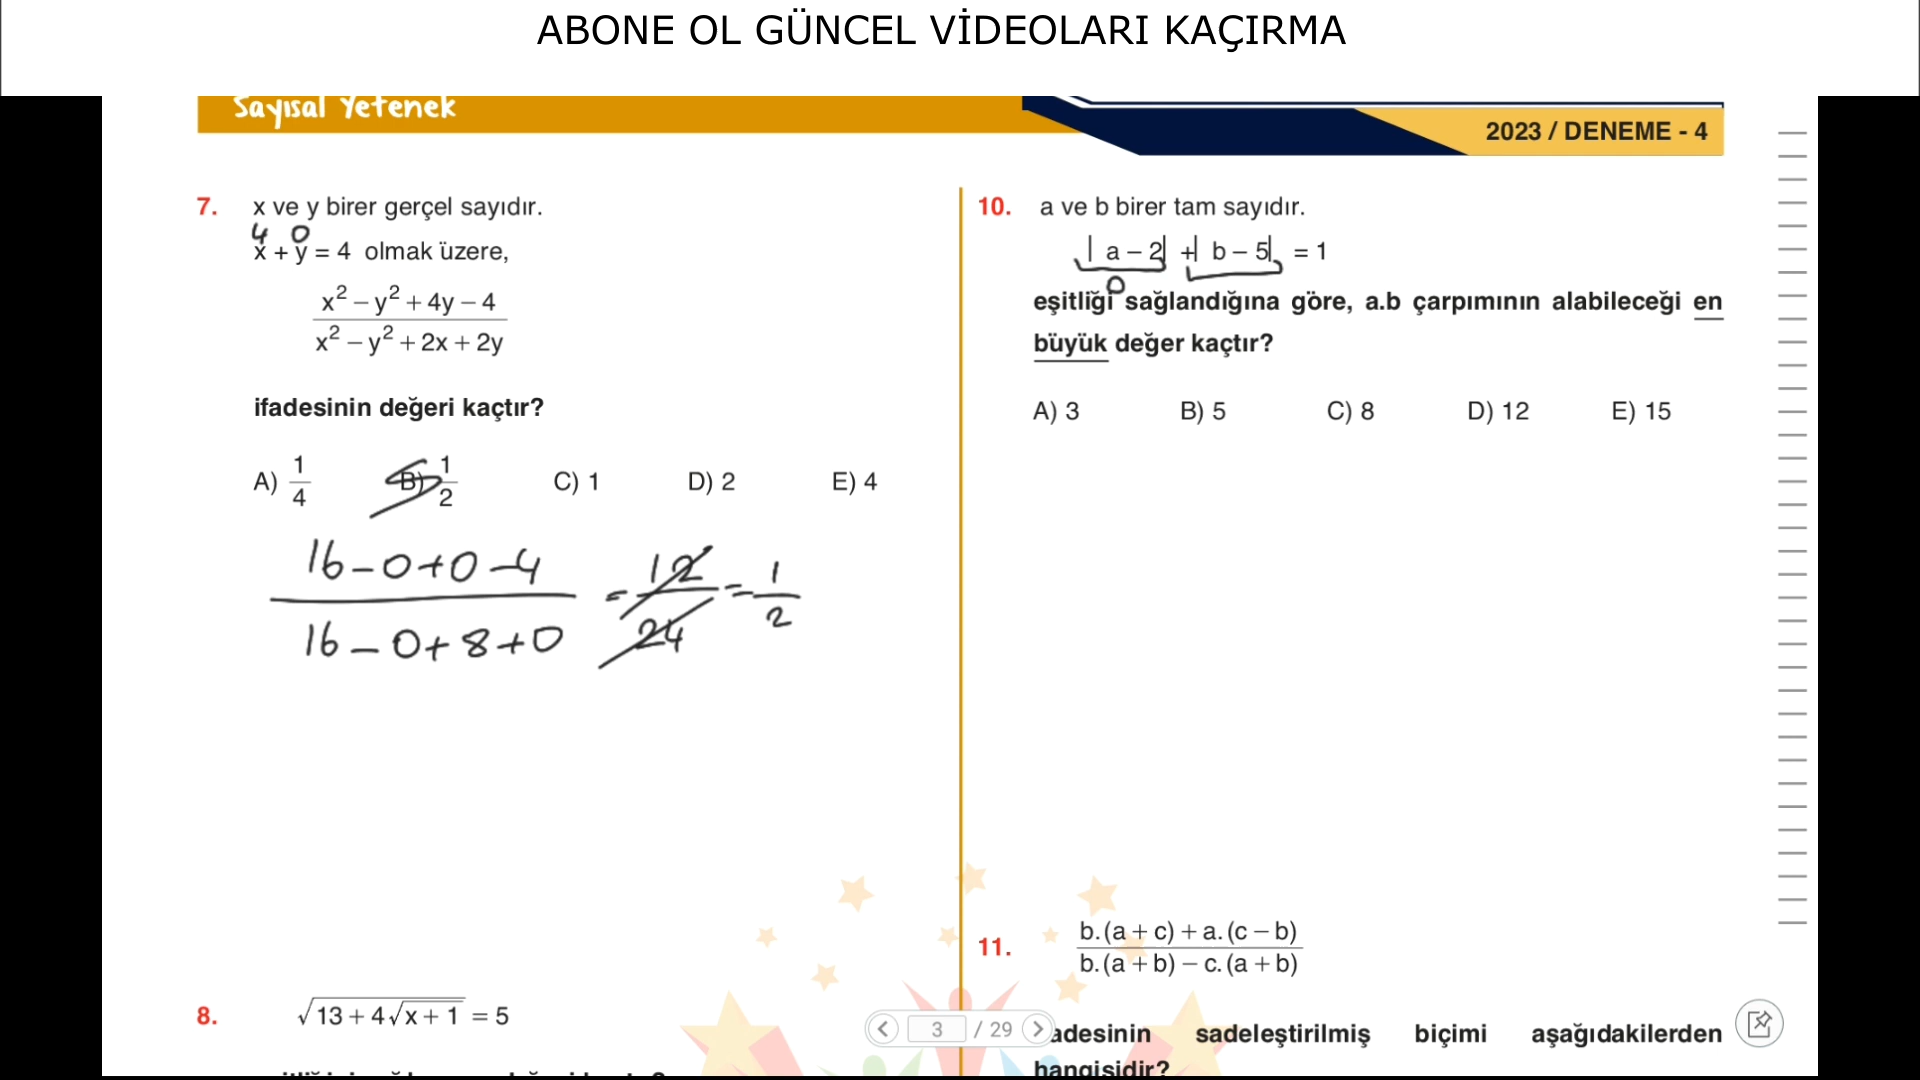 ABONE OL GÜNCEL VİDEOLARI KAÇIRMA
Sayısal Yetenek
2023 / DENEME - 4
7. x ve y birer gerçel sayıdır.
4 0
x + y = 4 olmak üzere,
x² – y² + 4y – 4
x² – y² + 2x + 2y
ifadesinin değeri kaçtır?
A) 1/4 B) 1/2 C) 1 D) 2 E) 4
16 – 0 + 0 – 4 = 12 = 1
16 – 0 + 8 + 0 24 2
8. √(13 + 4√(x + 1)) = 5
10. a ve b birer tam sayıdır.
|a – 2| + |b – 5| = 1
0
eşitliği sağlandığına göre, a.b çarpımının alabileceği en
büyük değer kaçtır?
A) 3 B) 5 C) 8 D) 12 E) 15
11. b.(a + c) + a.(c – b)
b.(a + b) – c.(a + b)
adesinin sadeleştirilmiş biçimi aşağıdakilerden
hangisidir?
3 / 29